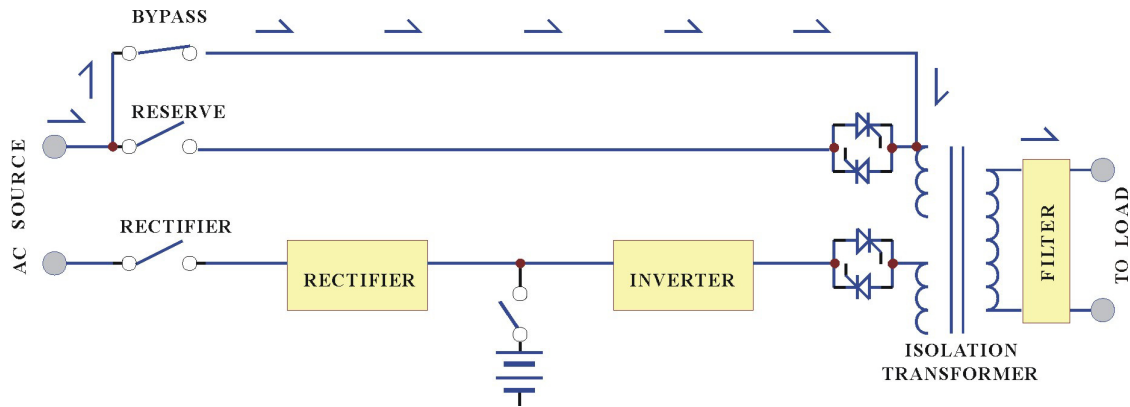 BYPASS
RESERVE
AC SOURCE
RECTIFIER
RECTIFIER
INVERTER
FILTER
TO LOAD
ISOLATION
TRANSFORMER